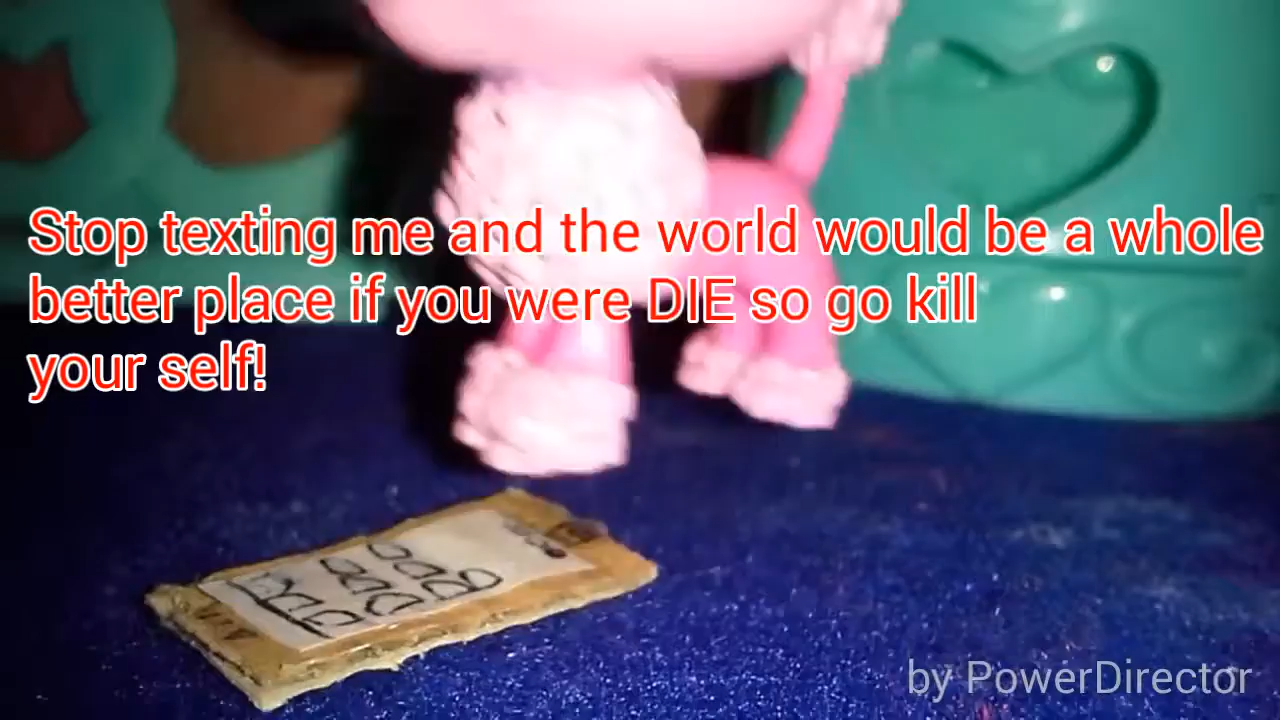 Stop texting me and the world would be a whole
better place if you were DIE so go kill
your self!
by PowerDirector